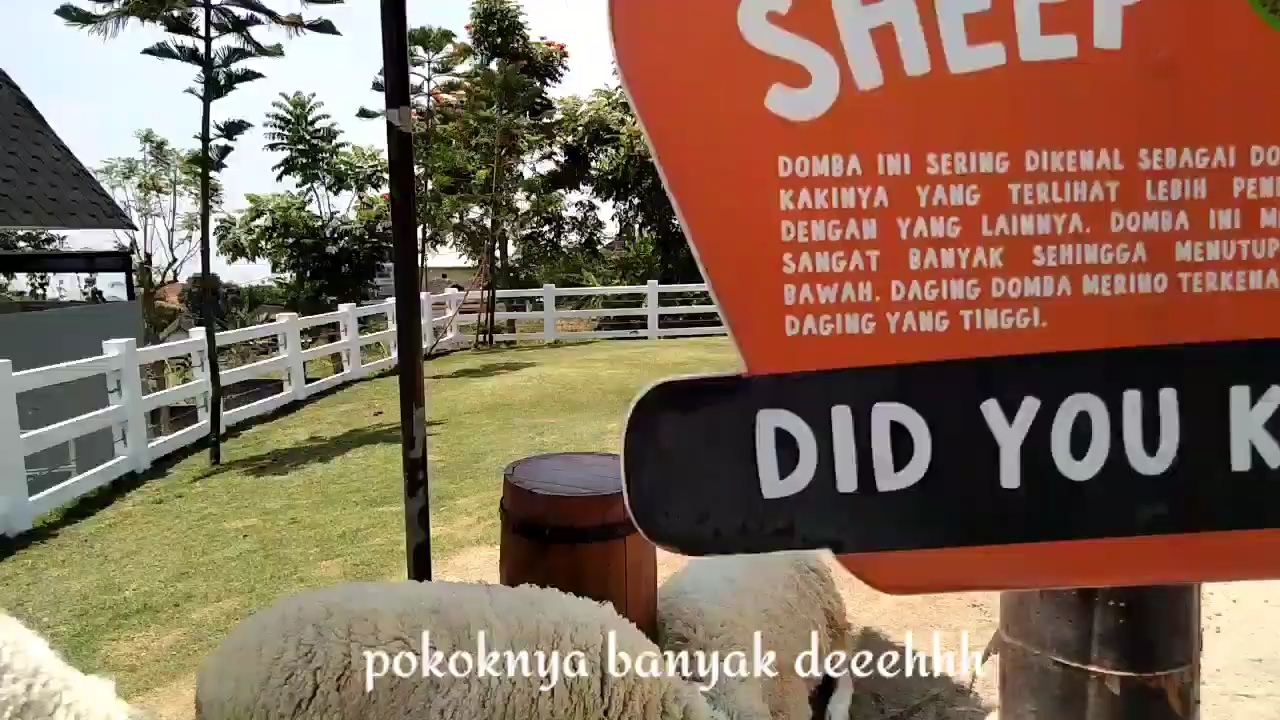 SHEEP
DOMBA INI SERING DIKENAL SEBAGAI
KAKINYA YANG TERLIHAT LEBIH
DENGAN YANG LAINNYA. DOMBA INI
SANGAT BANYAK SEHINGGA
BAWAH. DAGING DOMBA MERINO
DAGING YANG TINGGI.
DID YOU
pokoknya banyak deeehhh